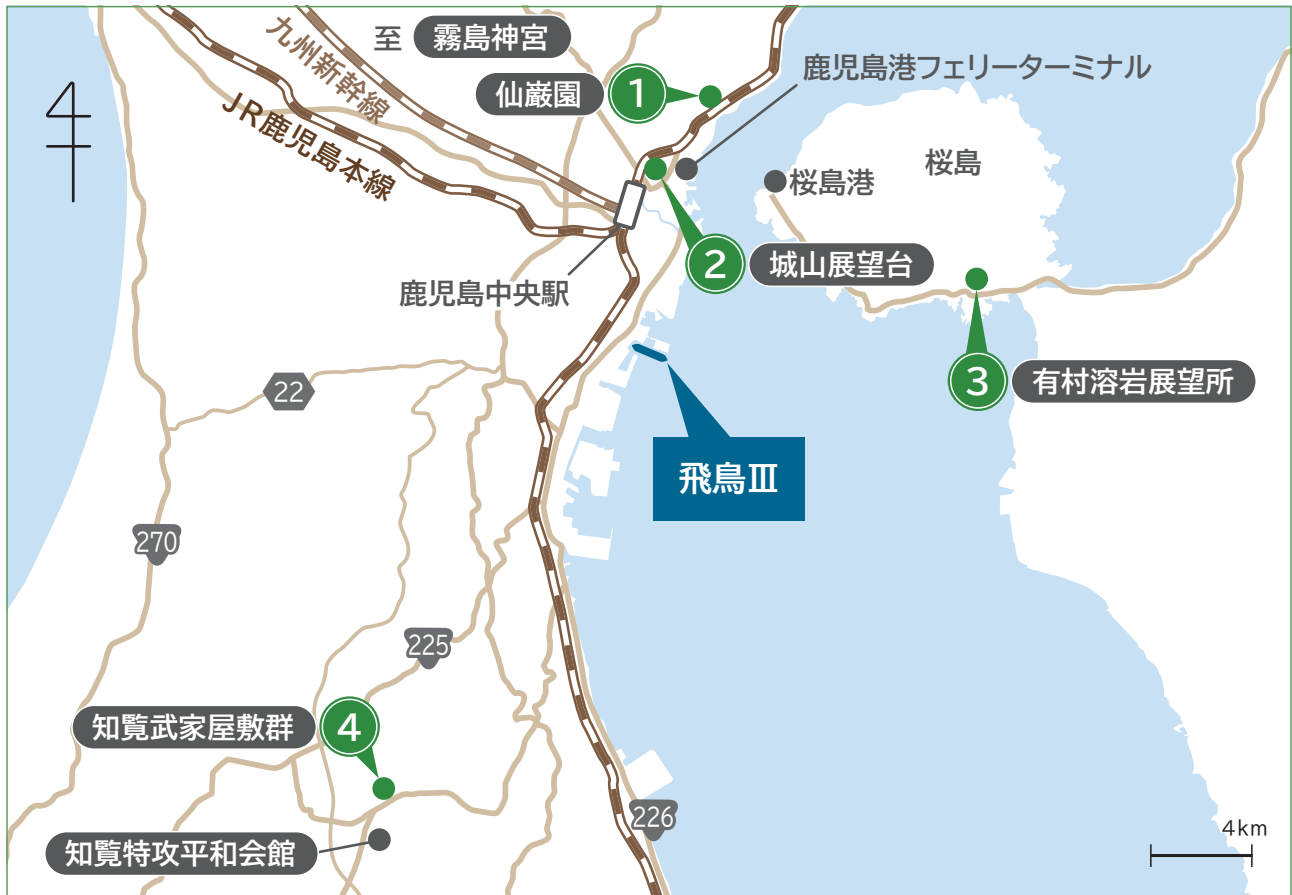 至 霧島神宮
九州新幹線
JR鹿児島本線
仙巌園 1
鹿児島港フェリーターミナル
桜島
桜島港
2 城山展望台
鹿児島中央駅
3 有村溶岩展望所
22
飛鳥Ⅲ
270
225
知覧武家屋敷群 4
226
知覧特攻平和会館
4km